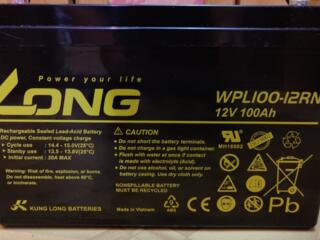 Power your life
LONG
WPL100-12RN
12V 100Ah
Rechargeable Sealed Lead-Acid Battery
DC power, Constant voltage charge
• Cycle use : 14.4 - 15.0V(25°C)
• Standby use : 13.5 - 13.8V(25°C)
• Initial current : 30A MAX
Warning: Risk of fire, explosion, or burns.
Do not disassemble, heat above 60°C,
or incinerate.
KUNG LONG BATTERIES
CAUTION
• Do not short the battery terminals.
• Do not charge in a gas tight container.
• Flush with water at once if contact
is made with electrolyte (Acid).
• Do not use alcohol, oil, or solvent on
battery casing. Use dry cloth only.
NONSPILLABLE BATTERY
MUST BE RECYCLED
Made in Vietnam
ABS
MH16982
Pb